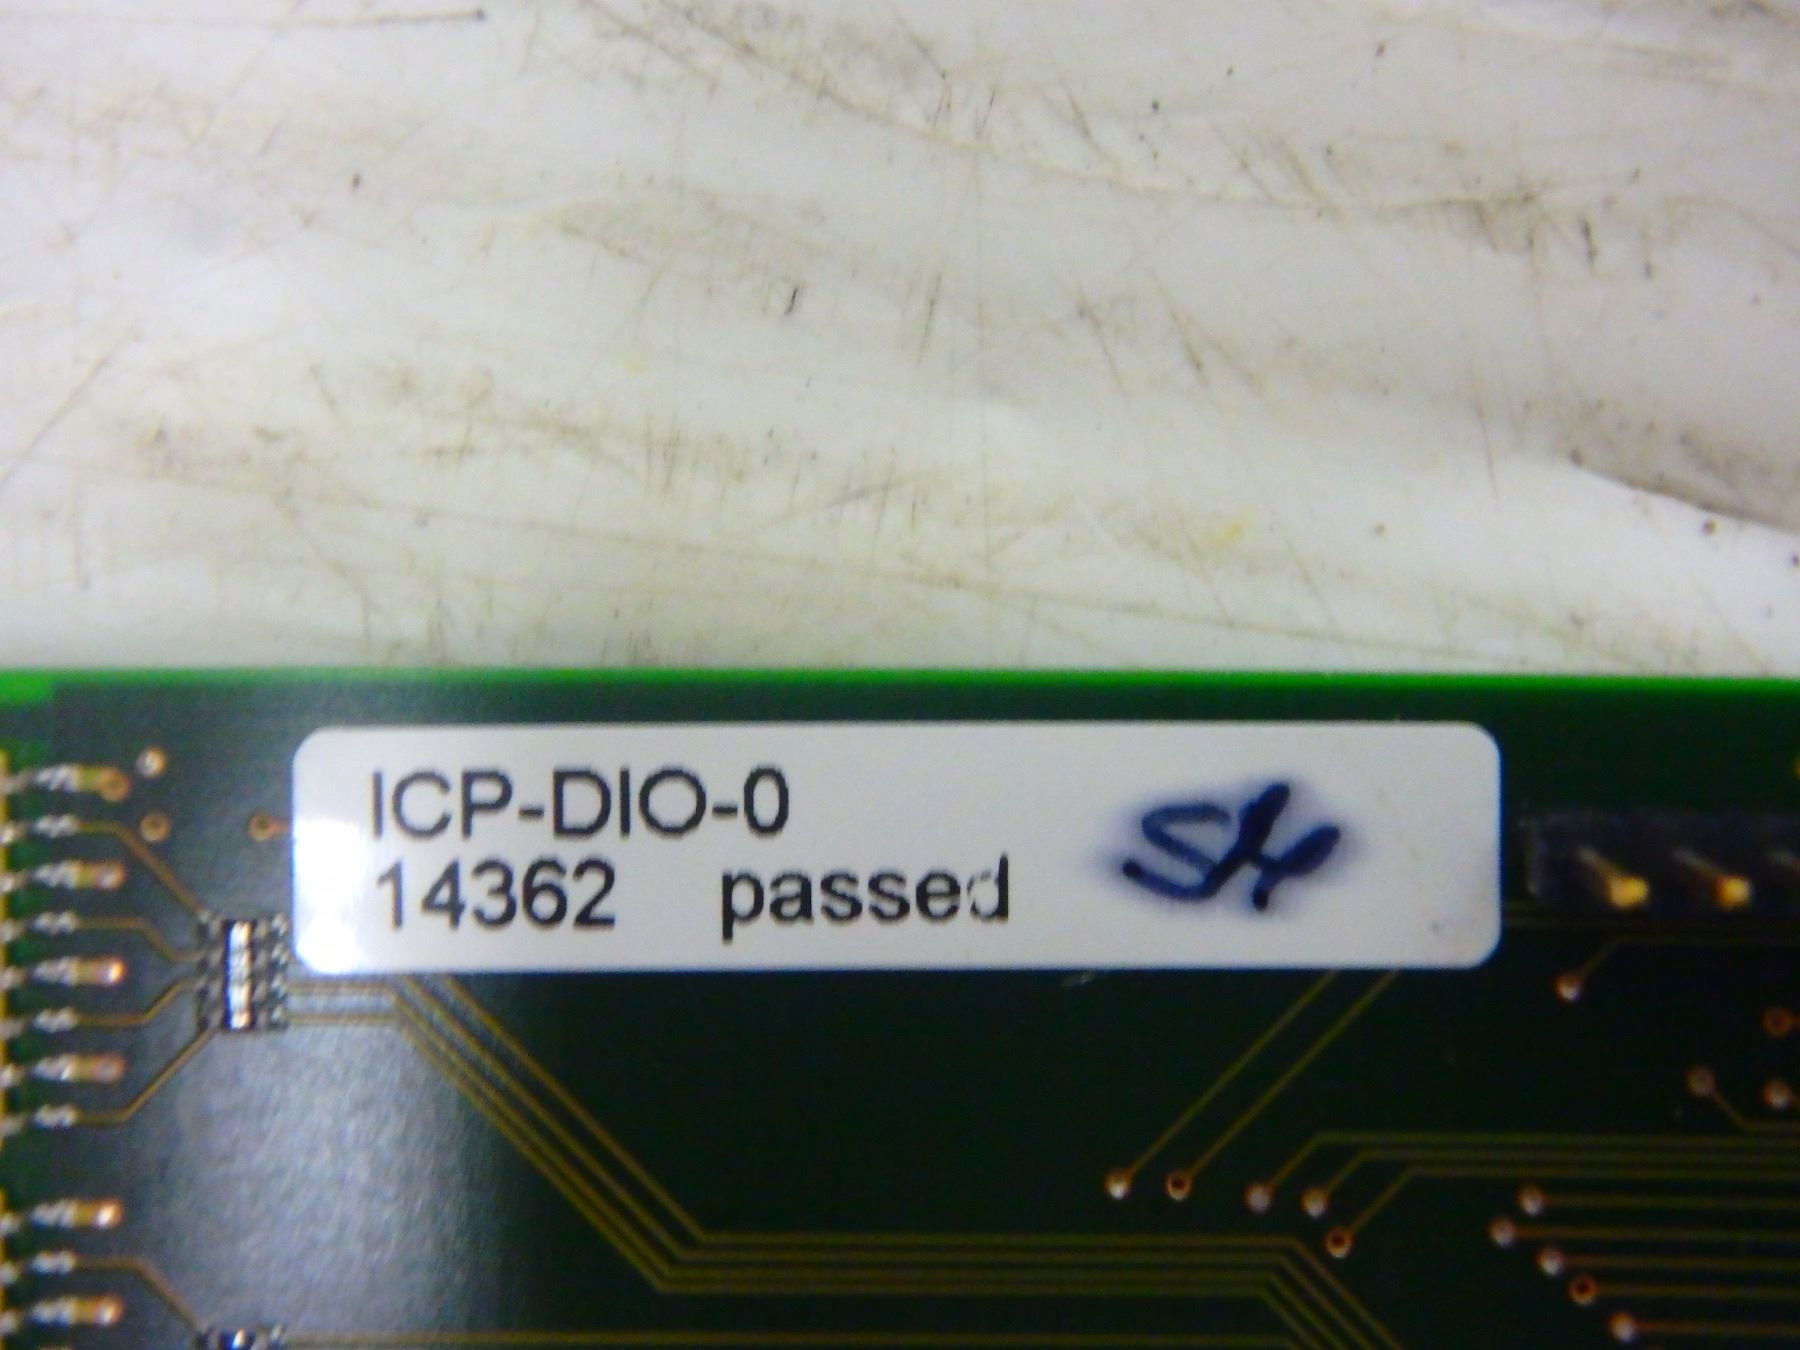 ICP-DIO-0
14362 passed
SH